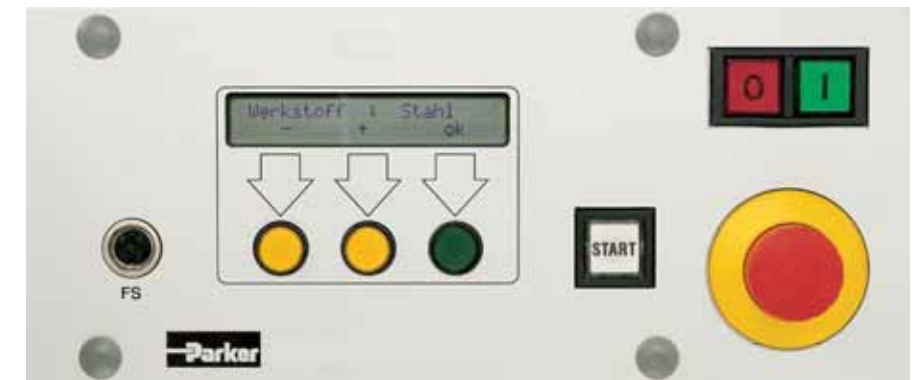 Werkstoff : Stahl
- + ok
0 I
START
FS
Parker